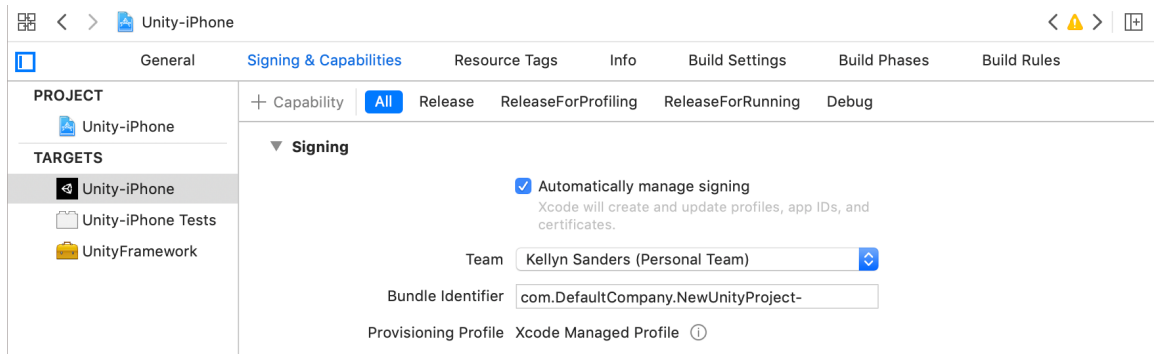 Unity-iPhone
General Signing & Capabilities Resource Tags Info Build Settings Build Phases Build Rules
PROJECT
Unity-iPhone
TARGETS
Unity-iPhone
Unity-iPhone Tests
UnityFramework
+ Capability All Release ReleaseForProfiling ReleaseForRunning Debug
Signing
Automatically manage signing
Xcode will create and update profiles, app IDs, and
certificates.
Team Kellyn Sanders (Personal Team)
Bundle Identifier com.DefaultCompany.NewUnityProject-
Provisioning Profile Xcode Managed Profile